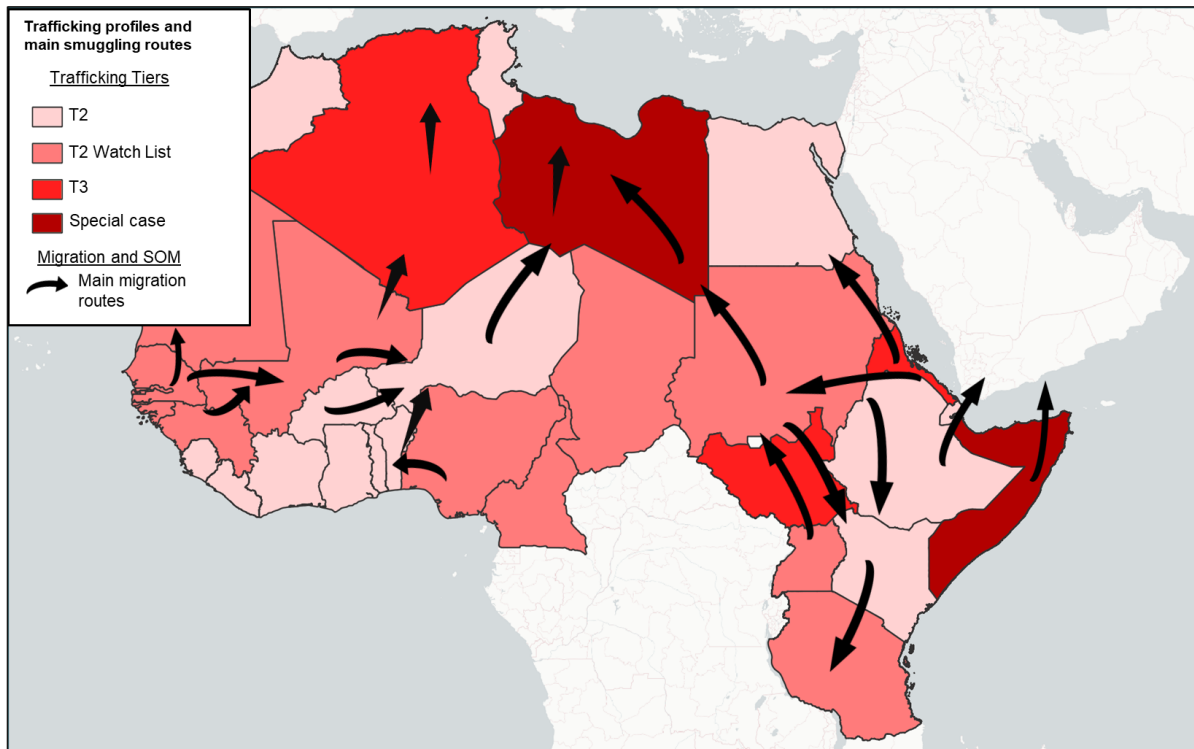 Trafficking profiles and
main smuggling routes
Trafficking Tiers
T2
T2 Watch List
T3
Special case
Migration and SOM
Main migration
routes